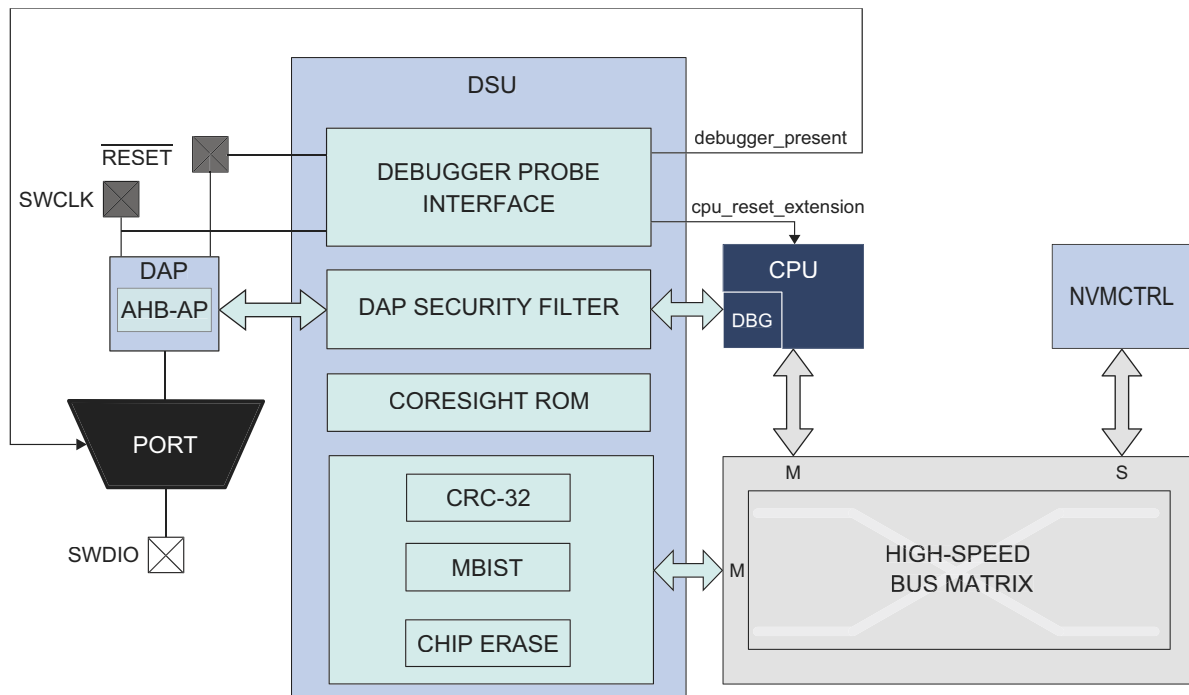 DSU
debugger_present
RESET
DEBUGGER PROBE
INTERFACE
SWCLK
cpu_reset_extension
DAP
AHB-AP
DAP SECURITY FILTER
CPU
DBG
NVMCTRL
CORESIGHT ROM
PORT
M
S
CRC-32
SWDIO
MBIST
M
HIGH-SPEED
BUS MATRIX
CHIP ERASE